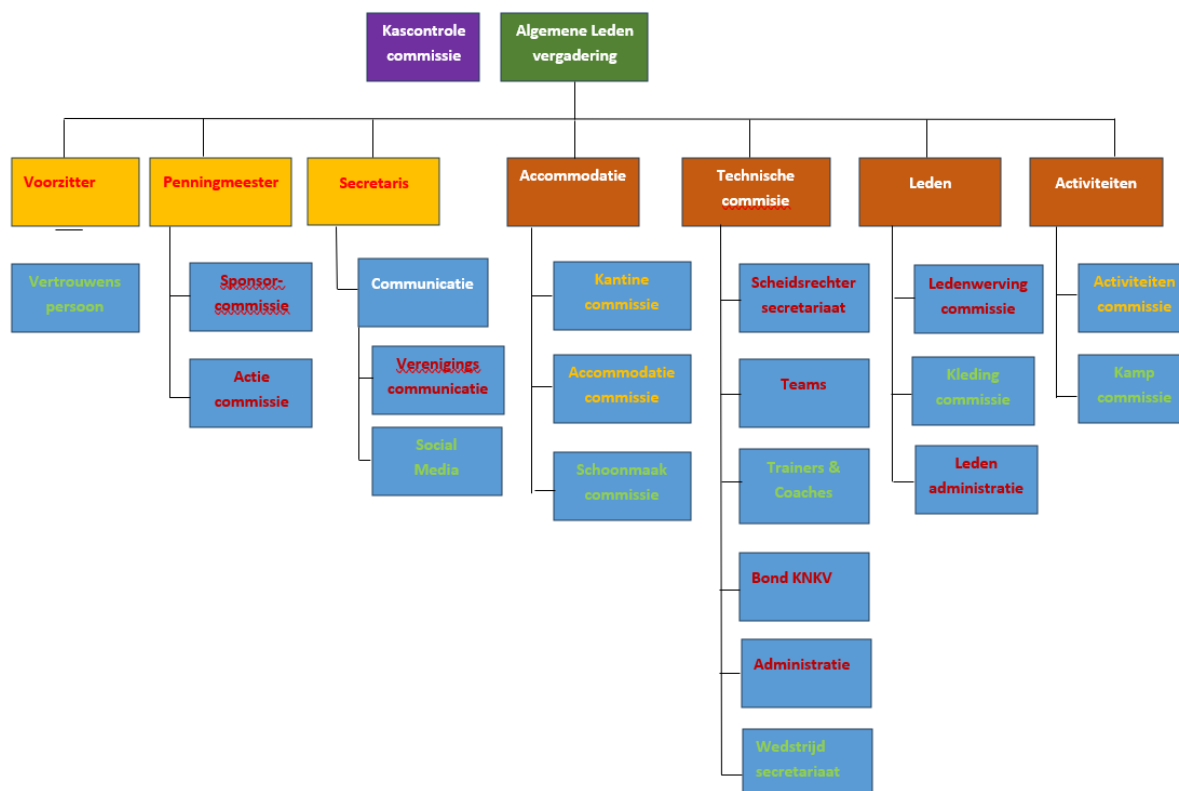 Kascontrole
commissie
Algemene Leden
vergadering
Voorzitter
Penningmeester
Secretaris
Accommodatie
Technische
commisie
Leden
Activiteiten
Vertrouwens
persoon
Sponsor-
commissie
Actie
commissie
Communicatie
Verenigings
communicatie
Social
Media
Kantine
commissie
Accommodatie
commissie
Schoonmaak
commissie
Scheidsrechter
secretariaat
Teams
Trainers &
Coaches
Bond KNKV
Administratie
Wedstrijd
secretariaat
Ledenwerving
commissie
Kleding
commissie
Leden
administratie
Activiteiten
commissie
Kamp
commissie